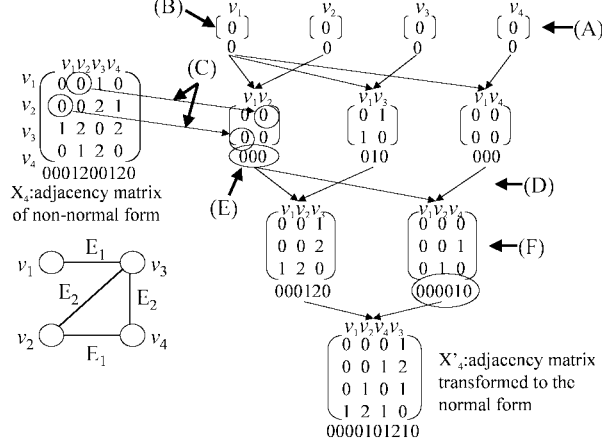 (B)
v1 v2 v3 v4
0 0 0 0
0 0 0 0
(A)
v1v2v3v4
v1 0 0 1 0
v2 0 0 2 1
v3 1 2 0 2
v4 0 1 2 0
0001200120
X4:adjacency matrix
of non-normal form
(C)
v1v2 v1v3 v1v4
0 0 0 1 0 0
0 0 1 0 0 0
000 010 000
(E)
(D)
v1v2v3 v1v2v4
0 0 1 0 0 0
0 0 2 0 0 1
1 2 0 0 1 0
000120 000010
(F)
v1 E1 v3
E2 E2
v2 E1 v4
v1v2v4v3
0 0 0 1
0 0 1 2
0 1 0 1
1 2 1 0
0000101210
X'4:adjacency matrix
transformed to the
normal form